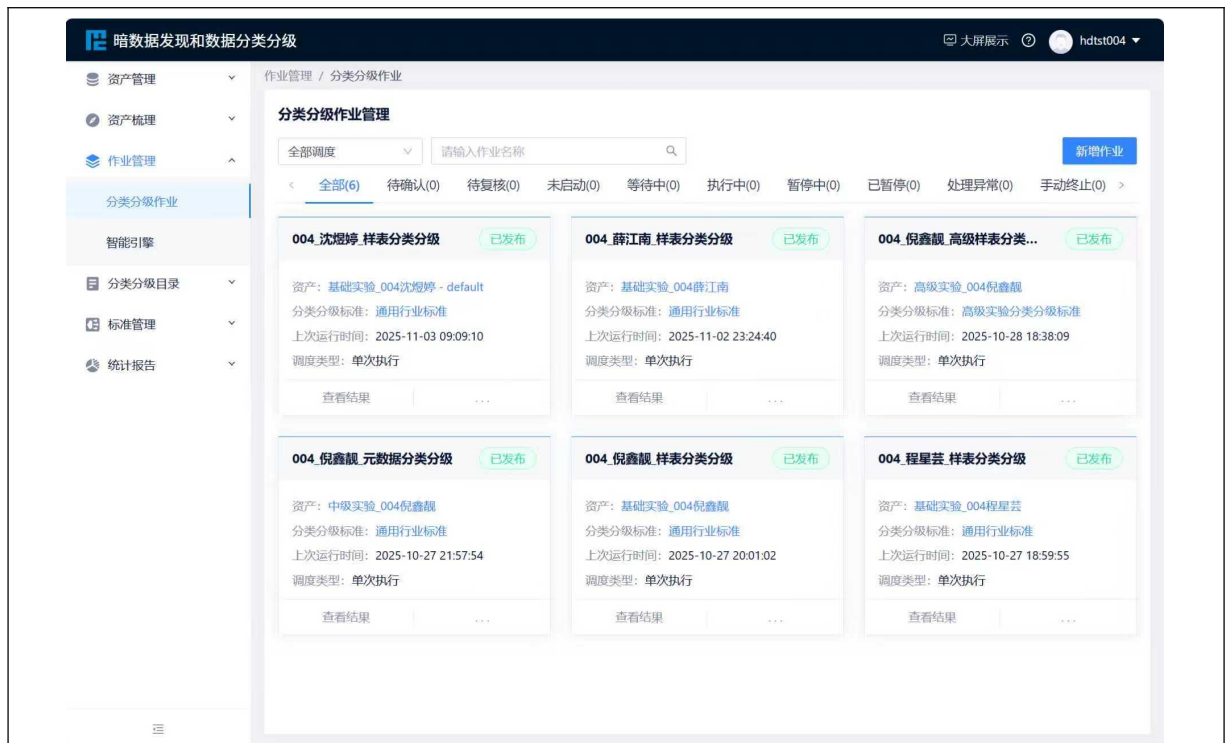 暗数据发现和数据分类分级
大屏展示
hdtst004
资产管理
资产梳理
作业管理
分类分级作业
智能引擎
分类分级目录
标准管理
统计报告
作业管理 / 分类分级作业
分类分级作业管理
全部调度
请输入作业名称
新增作业
< 全部(6) 待确认(0) 待复核(0) 未启动(0) 等待中(0) 执行中(0) 暂停中(0) 已暂停(0) 处理异常(0) 手动终止(0) >
004_沈煜婷_样表分类分级 已发布
资产：基础实验_004沈煜婷 - default
分类分级标准：通用行业标准
上次运行时间：2025-11-03 09:09:10
调度类型：单次执行
查看结果 ...
004_薛江南_样表分类分级 已发布
资产：基础实验_004薛江南
分类分级标准：通用行业标准
上次运行时间：2025-11-02 23:24:40
调度类型：单次执行
查看结果 ...
004_倪鑫靓_高级样表分类... 已发布
资产：高级实验_004倪鑫靓
分类分级标准：高级实验分类分级标准
上次运行时间：2025-10-28 18:38:09
调度类型：单次执行
查看结果 ...
004_倪鑫靓_元数据分类分级 已发布
资产：中级实验_004倪鑫靓
分类分级标准：通用行业标准
上次运行时间：2025-10-27 21:57:54
调度类型：单次执行
查看结果 ...
004_倪鑫靓_样表分类分级 已发布
资产：基础实验_004倪鑫靓
分类分级标准：通用行业标准
上次运行时间：2025-10-27 20:01:02
调度类型：单次执行
查看结果 ...
004_程星芸_样表分类分级 已发布
资产：基础实验_004程星芸
分类分级标准：通用行业标准
上次运行时间：2025-10-27 18:59:55
调度类型：单次执行
查看结果 ...